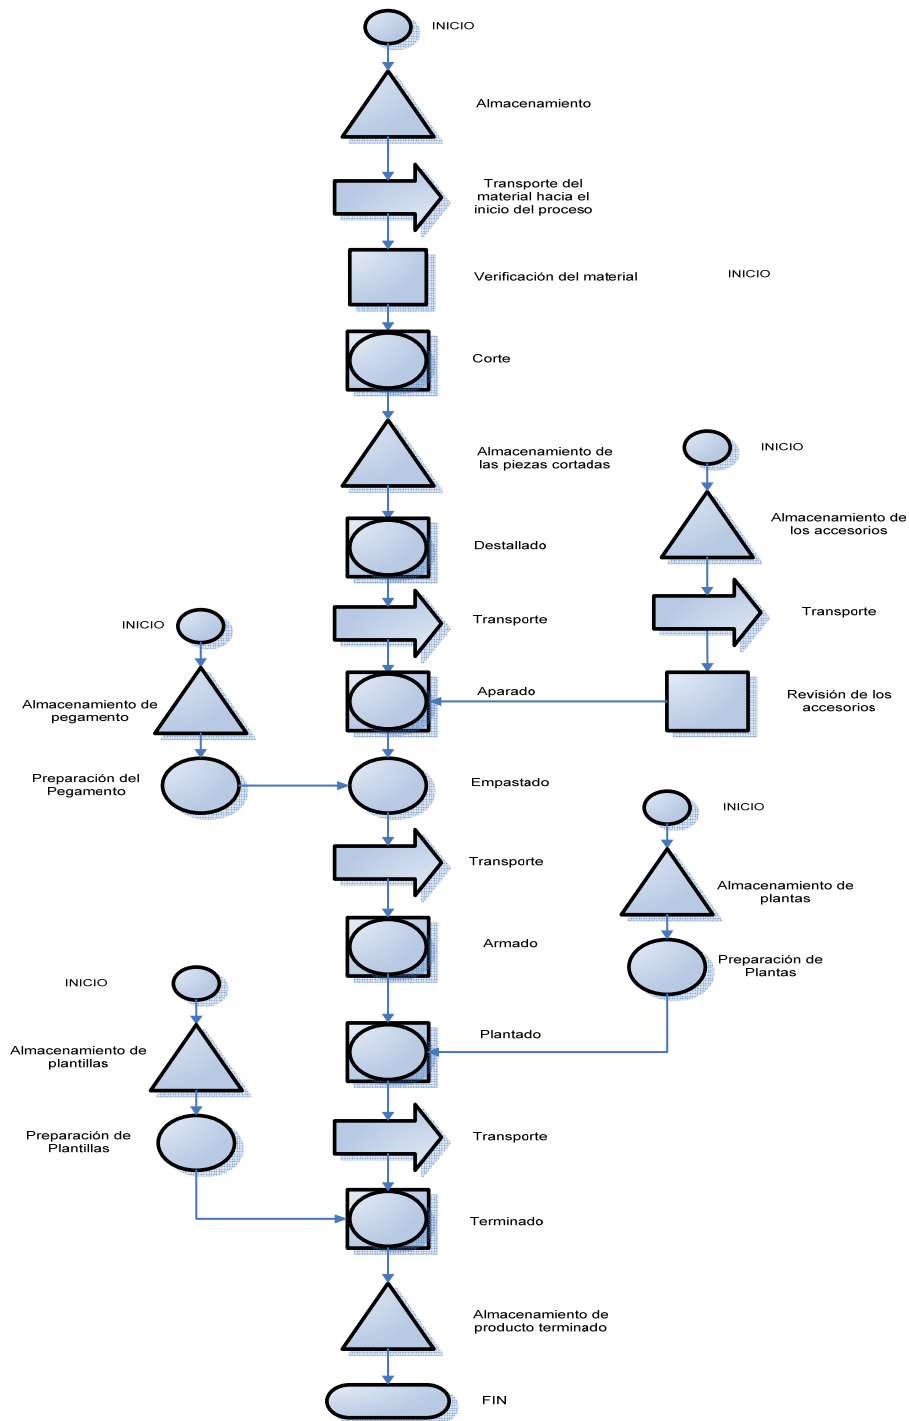 INICIO
Almacenamiento
Transporte del
material hacia el
inicio del proceso
Verificación del material
INICIO
Corte
Almacenamiento de
las piezas cortadas
INICIO
Almacenamiento de
los accesorios
Destallado
Transporte
Transporte
INICIO
Almacenamiento de
pegamento
Aparado
Revisión de los
accesorios
Preparación del
Pegamento
Empastado
INICIO
Transporte
Almacenamiento de
plantas
Armado
Preparación de
Plantas
INICIO
Plantado
Almacenamiento de
plantillas
Preparación de
Plantillas
Transporte
Terminado
Almacenamiento de
producto terminado
FIN